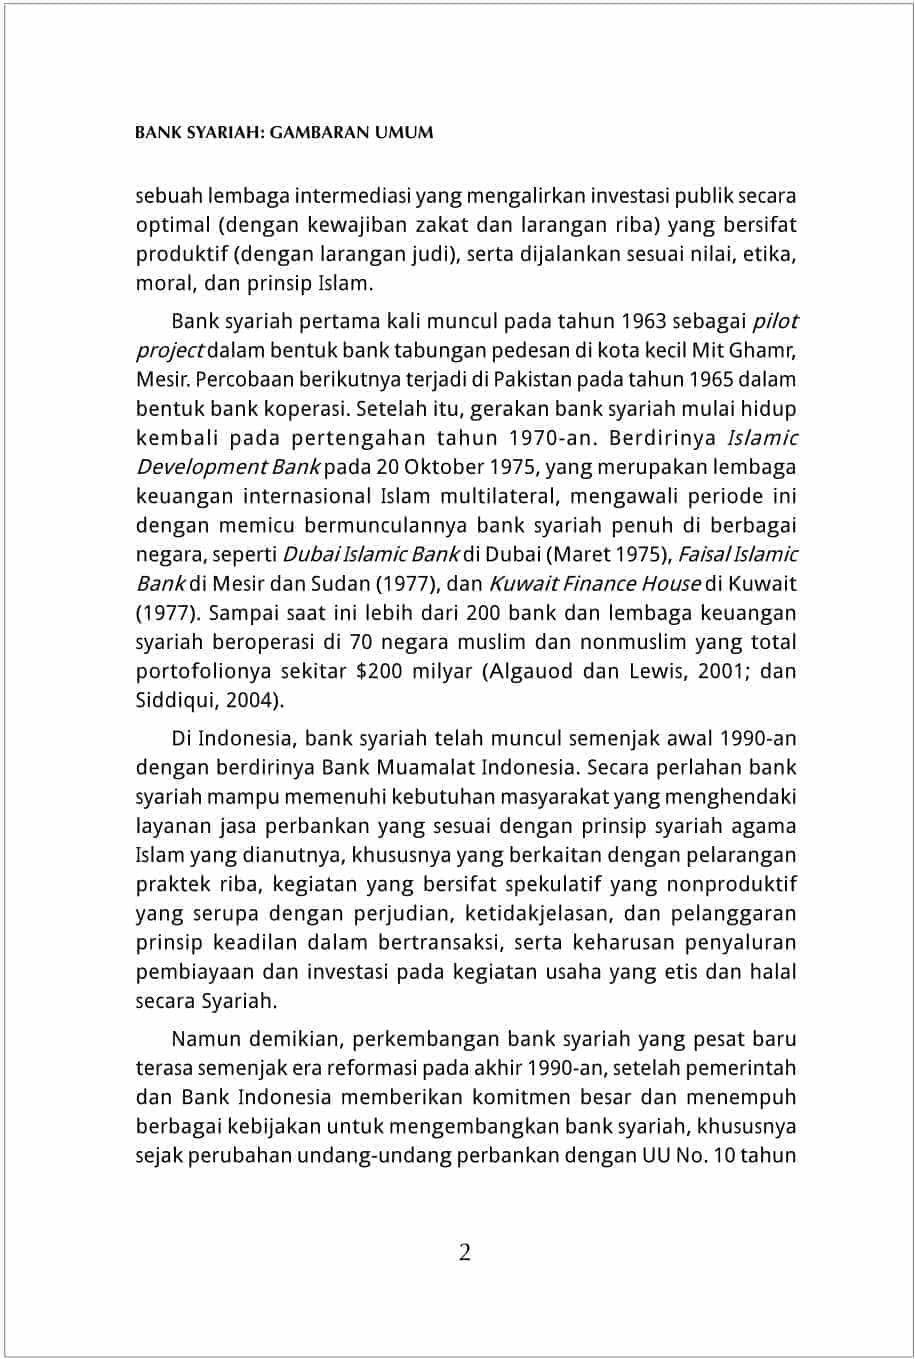 BANK SYARIAH: GAMBARAN UMUM
sebuah lembaga intermediasi yang mengalirkan investasi publik secara
optimal (dengan kewajiban zakat dan larangan riba) yang bersifat
produktif (dengan larangan judi), serta dijalankan sesuai nilai, etika,
moral, dan prinsip Islam.
Bank syariah pertama kali muncul pada tahun 1963 sebagai pilot
project dalam bentuk bank tabungan pedesan di kota kecil Mit Ghamr,
Mesir. Percobaan berikutnya terjadi di Pakistan pada tahun 1965 dalam
bentuk bank koperasi. Setelah itu, gerakan bank syariah mulai hidup
kembali pada pertengahan tahun 1970-an. Berdirinya Islamic
Development Bank pada 20 Oktober 1975, yang merupakan lembaga
keuangan internasional Islam multilateral, mengawali periode ini
dengan memicu bermunculannya bank syariah penuh di berbagai
negara, seperti Dubai Islamic Bank di Dubai (Maret 1975), Faisal Islamic
Bank di Mesir dan Sudan (1977), dan Kuwait Finance House di Kuwait
(1977). Sampai saat ini lebih dari 200 bank dan lembaga keuangan
syariah beroperasi di 70 negara muslim dan nonmuslim yang total
portofolionya sekitar $200 milyar (Algauod dan Lewis, 2001; dan
Siddiqui, 2004).
Di Indonesia, bank syariah telah muncul semenjak awal 1990-an
dengan berdirinya Bank Muamalat Indonesia. Secara perlahan bank
syariah mampu memenuhi kebutuhan masyarakat yang menghendaki
layanan jasa perbankan yang sesuai dengan prinsip syariah agama
Islam yang dianutnya, khususnya yang berkaitan dengan pelarangan
praktek riba, kegiatan yang bersifat spekulatif yang nonproduktif
yang serupa dengan perjudian, ketidakjelasan, dan pelanggaran
prinsip keadilan dalam bertransaksi, serta keharusan penyaluran
pembiayaan dan investasi pada kegiatan usaha yang etis dan halal
secara Syariah.
Namun demikian, perkembangan bank syariah yang pesat baru
terasa semenjak era reformasi pada akhir 1990-an, setelah pemerintah
dan Bank Indonesia memberikan komitmen besar dan menempuh
berbagai kebijakan untuk mengembangkan bank syariah, khususnya
sejak perubahan undang-undang perbankan dengan UU No. 10 tahun
2